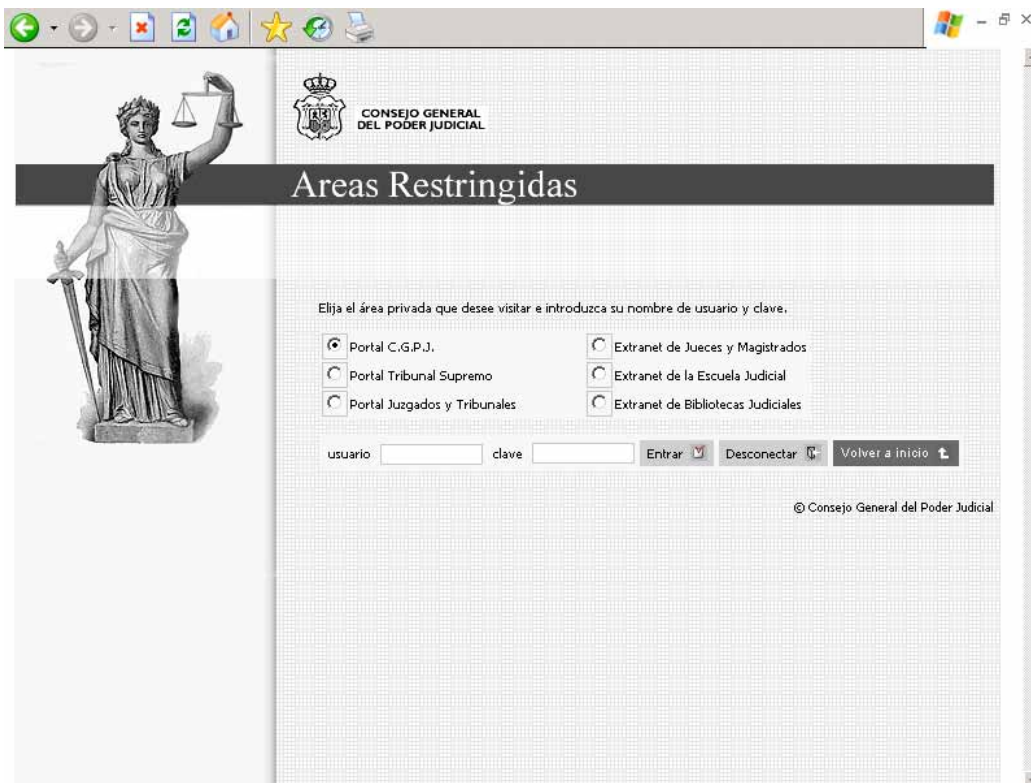 CONSEJO GENERAL
DEL PODER JUDICIAL
Areas Restringidas
Elija el área privada que desee visitar e introduzca su nombre de usuario y clave.
Portal C.G.P.J.
Extranet de Jueces y Magistrados
Portal Tribunal Supremo
Extranet de la Escuela Judicial
Portal Juzgados y Tribunales
Extranet de Bibliotecas Judiciales
usuario clave Entrar Desconectar Volver a inicio
© Consejo General del Poder Judicial